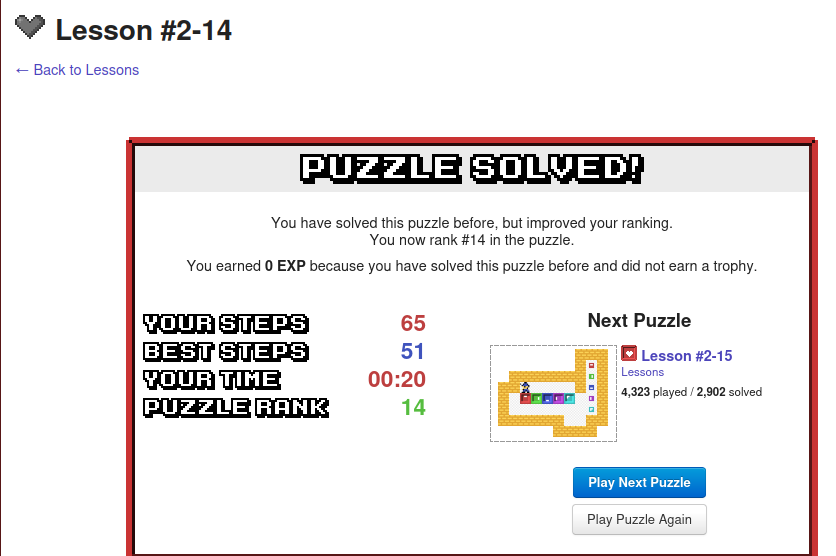 Lesson #2-14
← Back to Lessons
PUZZLE SOLVED!
You have solved this puzzle before, but improved your ranking.
You now rank #14 in the puzzle.
You earned 0 EXP because you have solved this puzzle before and did not earn a trophy.
YOUR STEPS 65
BEST STEPS 51
YOUR TIME 00:20
PUZZLE RANK 14
Next Puzzle
Lesson #2-15
Lessons
4,323 played / 2,902 solved
Play Next Puzzle
Play Puzzle Again